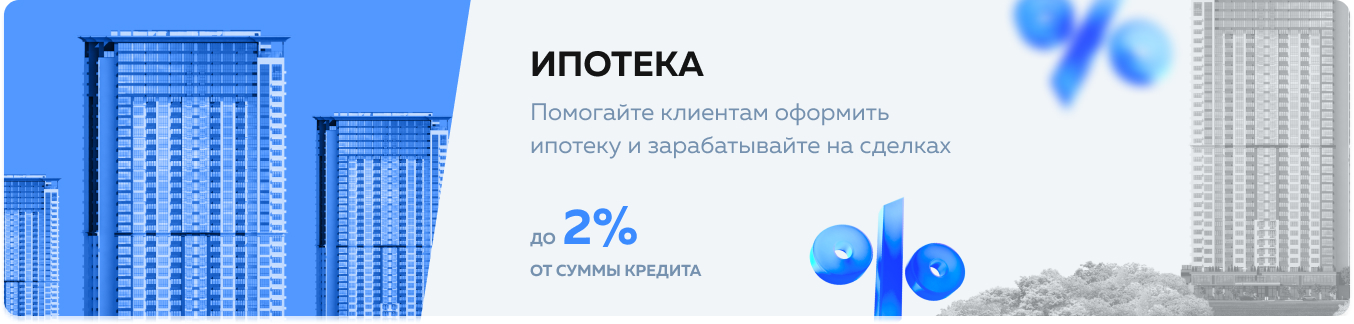 ИПОТЕКА
Помогайте клиентам оформить
ипотеку и зарабатывайте на сделках
до 2%
ОТ СУММЫ КРЕДИТА